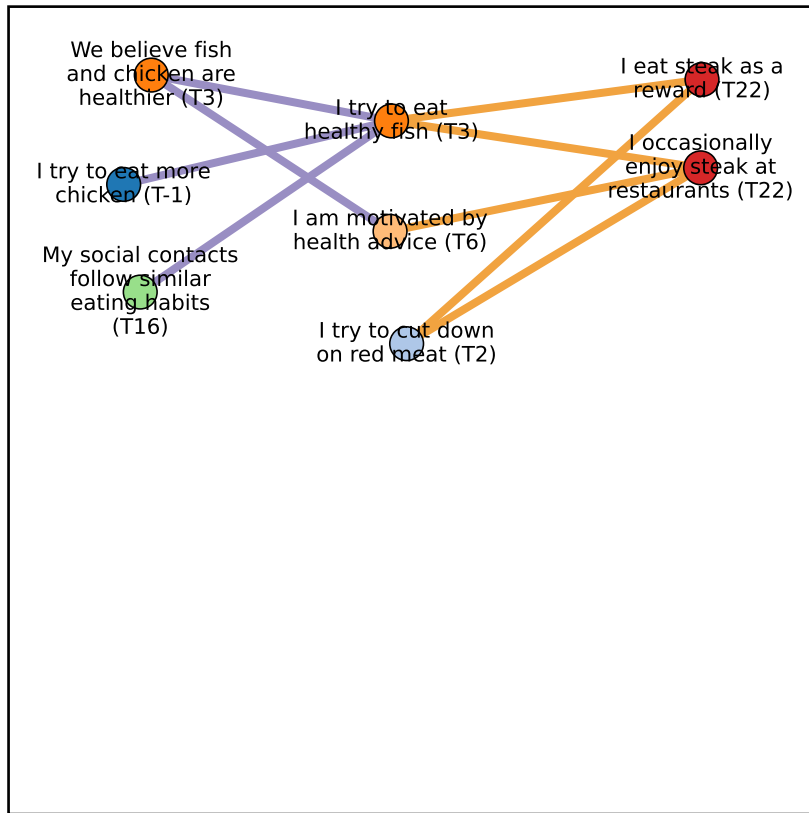 We believe fish
and chicken are
healthier (T3)
I try to eat more
chicken (T-1)
My social contacts
follow similar
eating habits
(T16)
I try to eat
healthy fish (T3)
I am motivated by
health advice (T6)
I try to cut down
on red meat (T2)
I eat steak as a
reward (T22)
I occasionally
enjoy steak at
restaurants (T22)